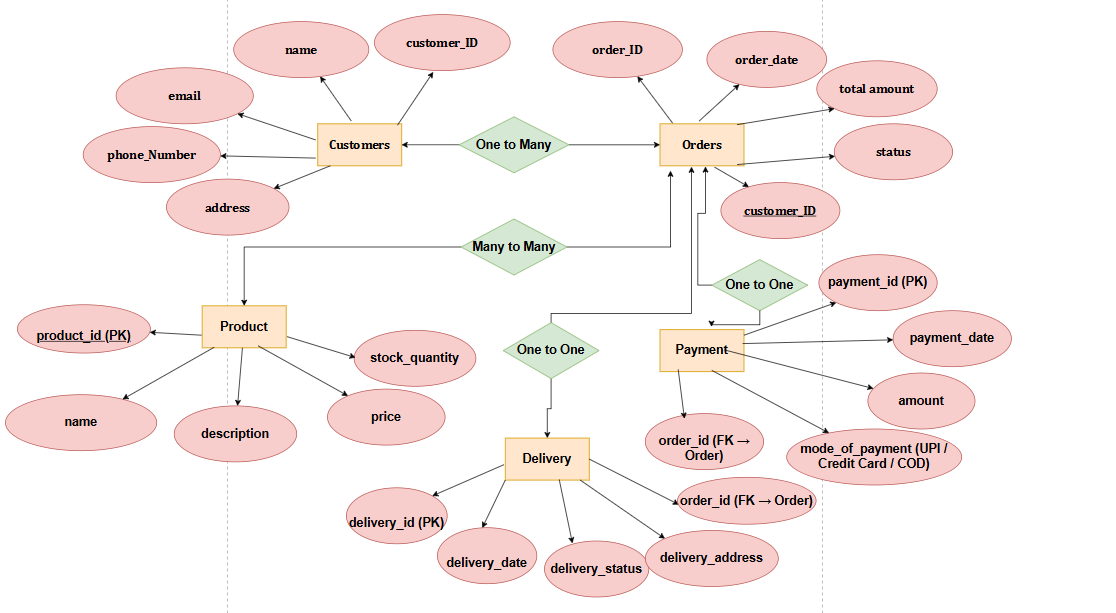 name
customer_ID
order_ID
order_date
email
total amount
phone_Number
Customers
One to Many
Orders
status
address
customer_ID
Many to Many
One to One
payment_id (PK)
product_id (PK)
Product
stock_quantity
One to One
Payment
payment_date
name
description
price
amount
order_id (FK → 
Order)
mode_of_payment (UPI /
Credit Card / COD)
Delivery
order_id (FK → Order)
delivery_id (PK)
delivery_date
delivery_status
delivery_address